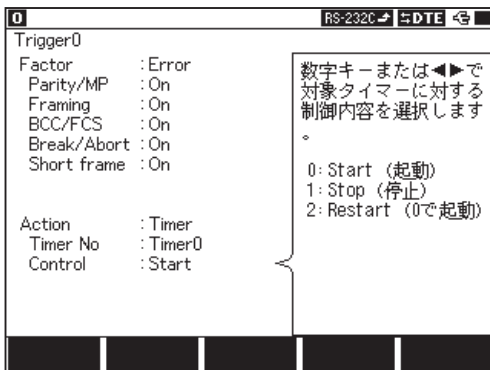 0 RS-232C DTE
Trigger0
Factor :Error
Parity/MP :On
Framing :On
BCC/FCS :On
Break/Abort :On
Short frame :On
Action :Timer
Timer No :Timer0
Control :Start
数字キーまたは◀▶で
対象タイマーに対する
制御内容を選択します
。
0:Start (起動)
1:Stop (停止)
2:Restart (0で起動)